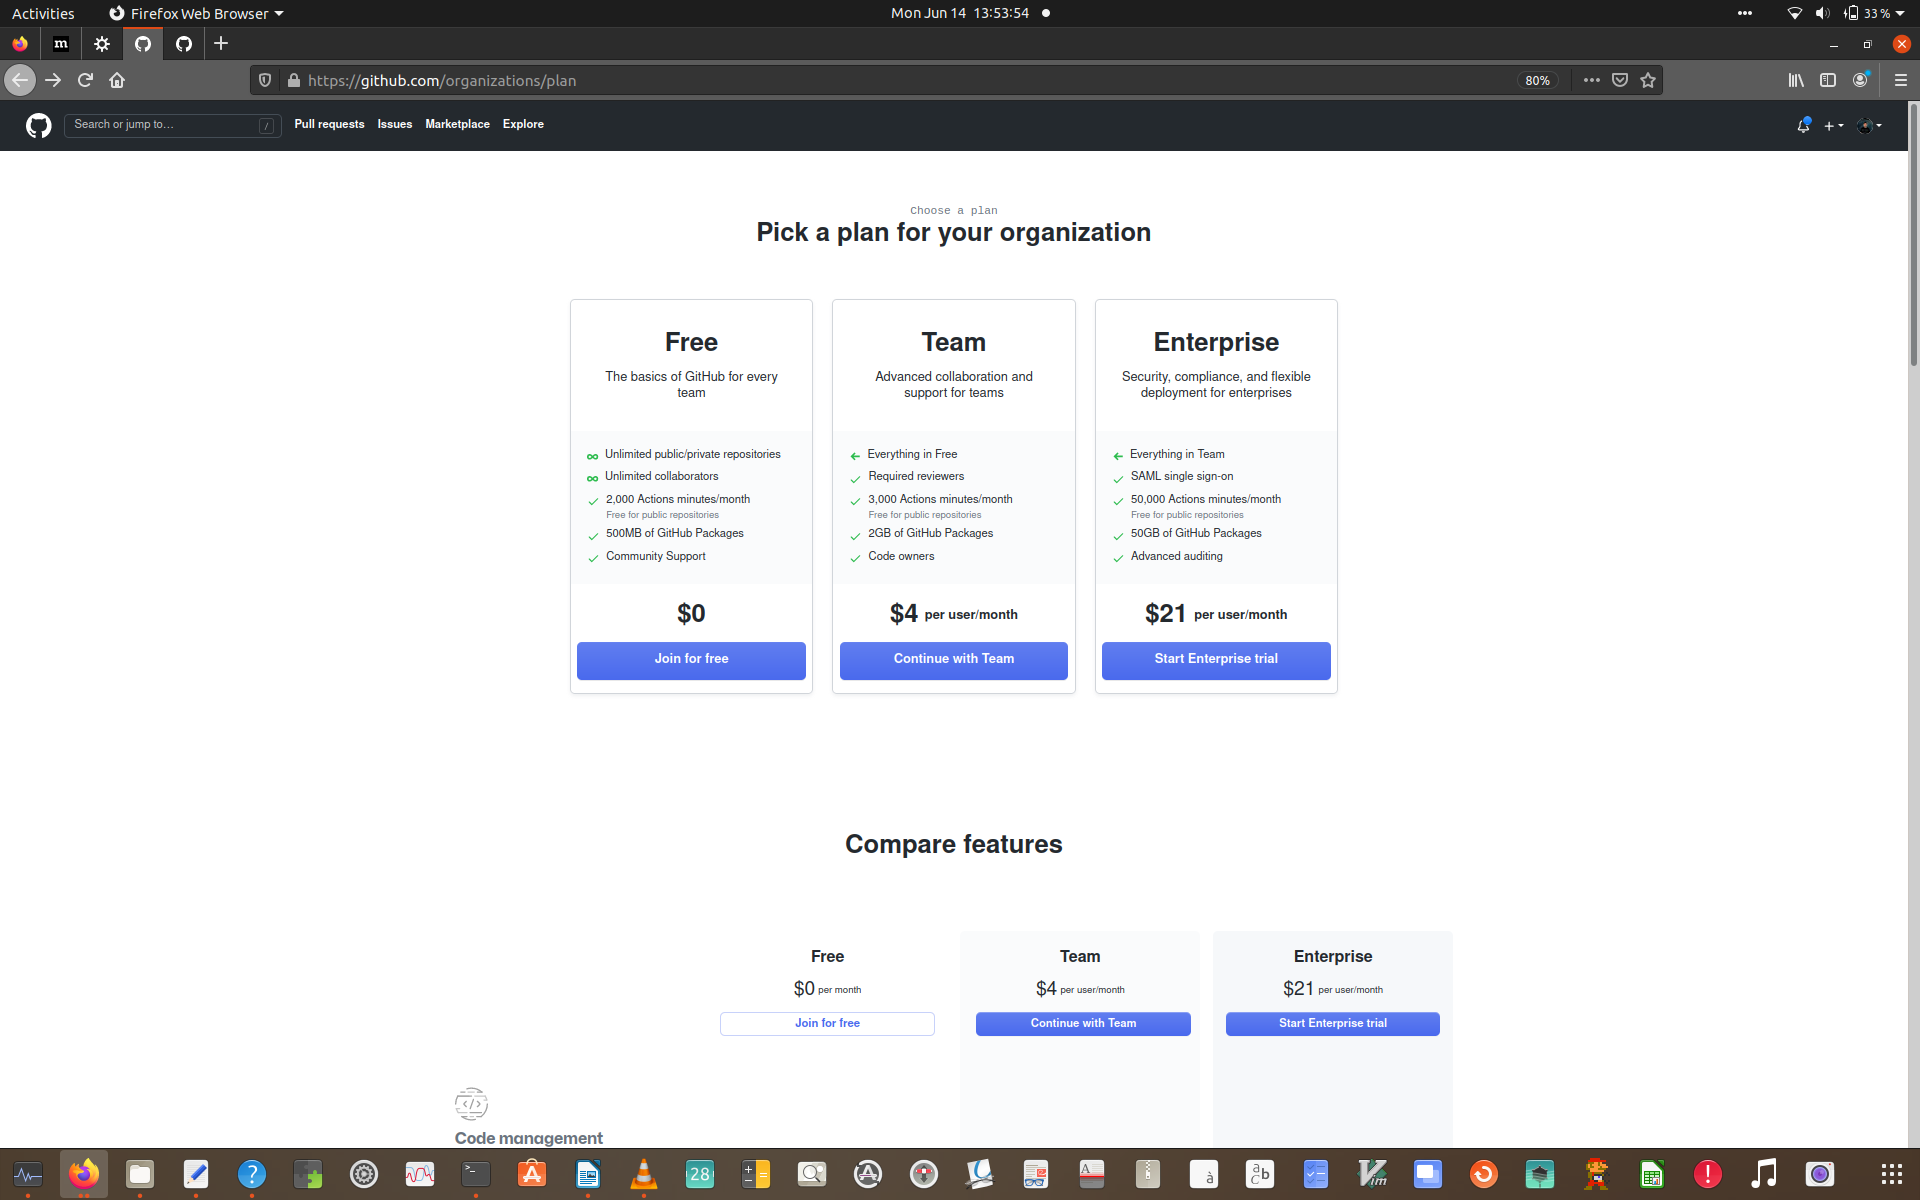 Activities
Firefox Web Browser
Mon Jun 14 13:53:54
33 %
m
https://github.com/organizations/plan
80%
Search or jump to…
/
Pull requests
Issues
Marketplace
Explore
Choose a plan
Pick a plan for your organization
Free
The basics of GitHub for every
team
Unlimited public/private repositories
Unlimited collaborators
2,000 Actions minutes/month
Free for public repositories
500MB of GitHub Packages
Community Support
$0
Join for free
Team
Advanced collaboration and
support for teams
Everything in Free
Required reviewers
3,000 Actions minutes/month
Free for public repositories
2GB of GitHub Packages
Code owners
$4 per user/month
Continue with Team
Enterprise
Security, compliance, and flexible
deployment for enterprises
Everything in Team
SAML single sign-on
50,000 Actions minutes/month
Free for public repositories
50GB of GitHub Packages
Advanced auditing
$21 per user/month
Start Enterprise trial
Compare features
Free
$0 per month
Join for free
Team
$4 per user/month
Continue with Team
Enterprise
$21 per user/month
Start Enterprise trial
Code management
28